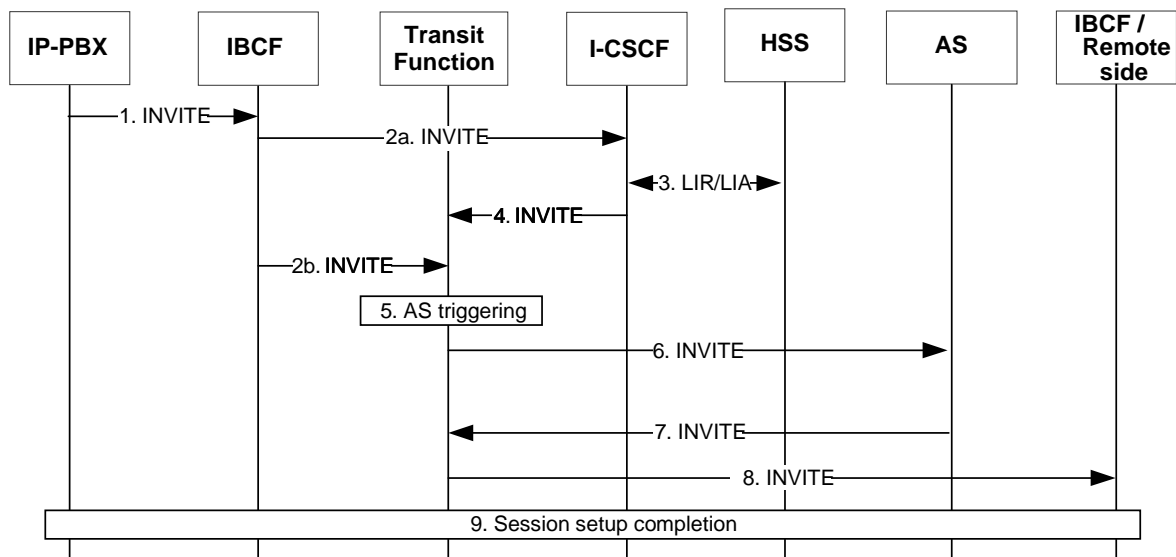 IP-PBX
IBCF
Transit
Function
I-CSCF
HSS
AS
IBCF /
Remote
side
1. INVITE
2a. INVITE
3. LIR/LIA
4. INVITE
2b. INVITE
5. AS triggering
6. INVITE
7. INVITE
8. INVITE
9. Session setup completion